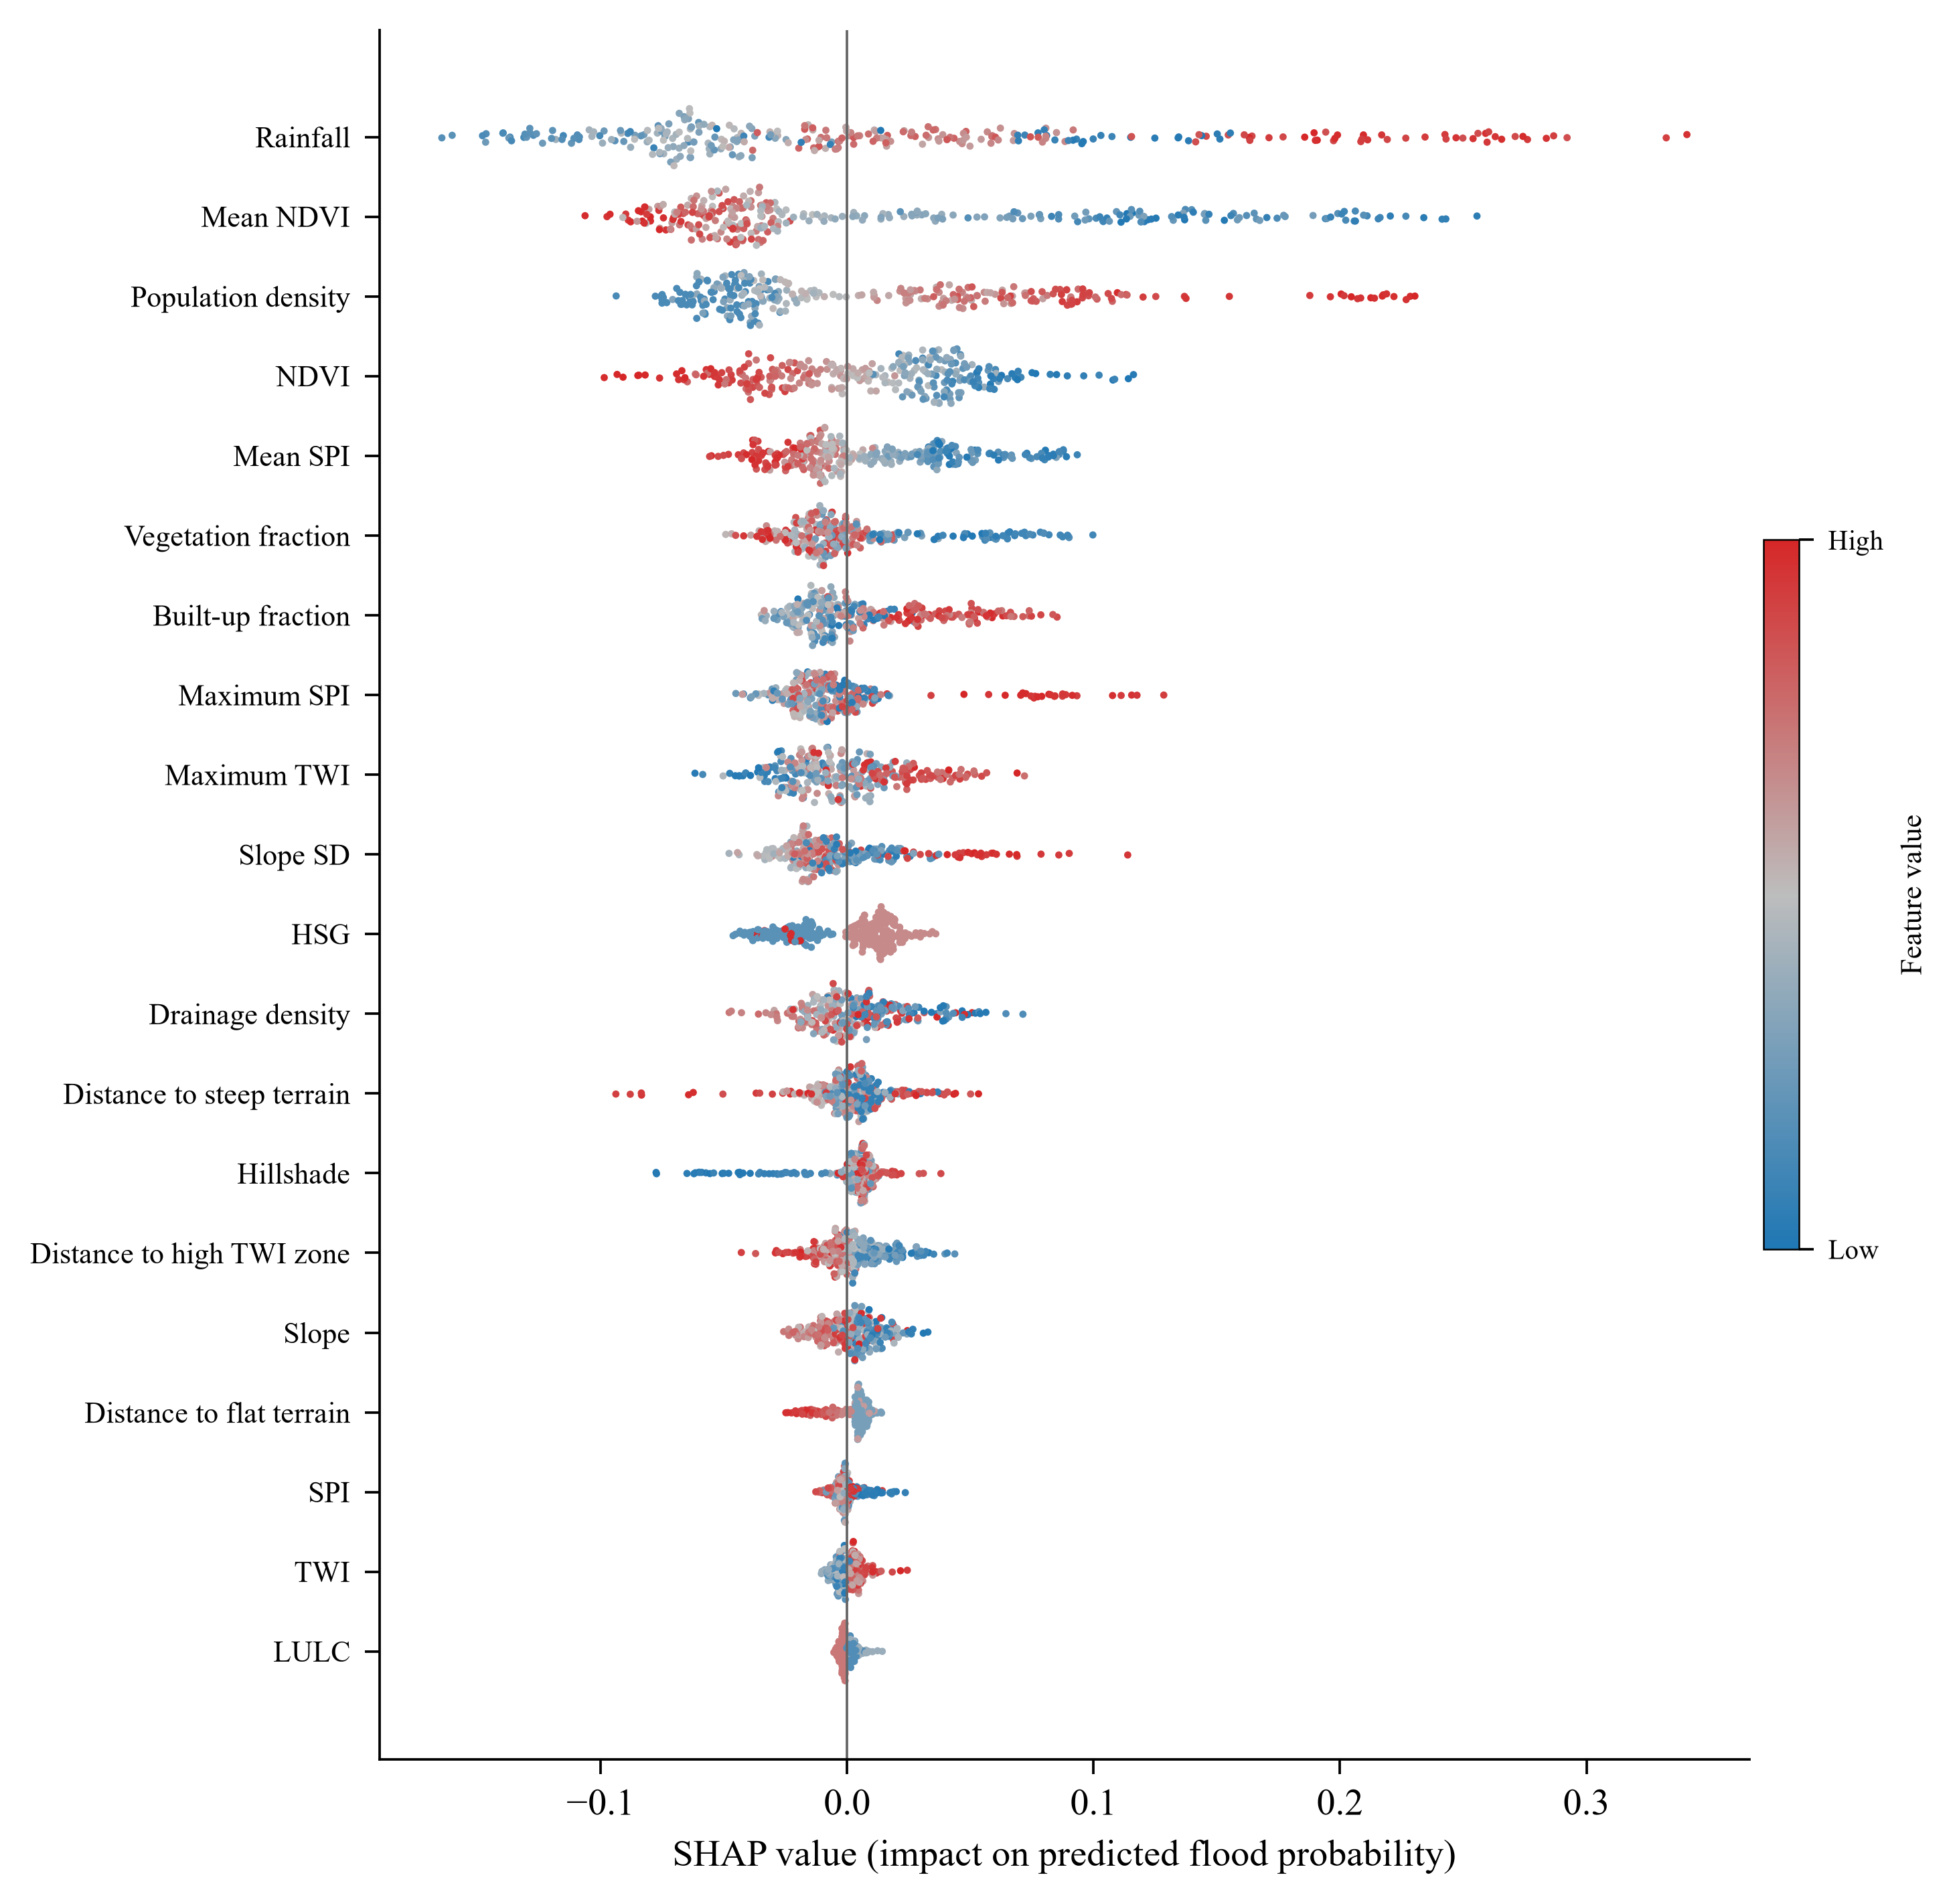 Rainfall
Mean NDVI
Population density
NDVI
Mean SPI
Vegetation fraction
Built-up fraction
Maximum SPI
Maximum TWI
Slope SD
HSG
Drainage density
Distance to steep terrain
Hillshade
Distance to high TWI zone
Slope
Distance to flat terrain
SPI
TWI
LULC
−0.1 0.0 0.1 0.2 0.3
SHAP value (impact on predicted flood probability)
High
Feature value
Low